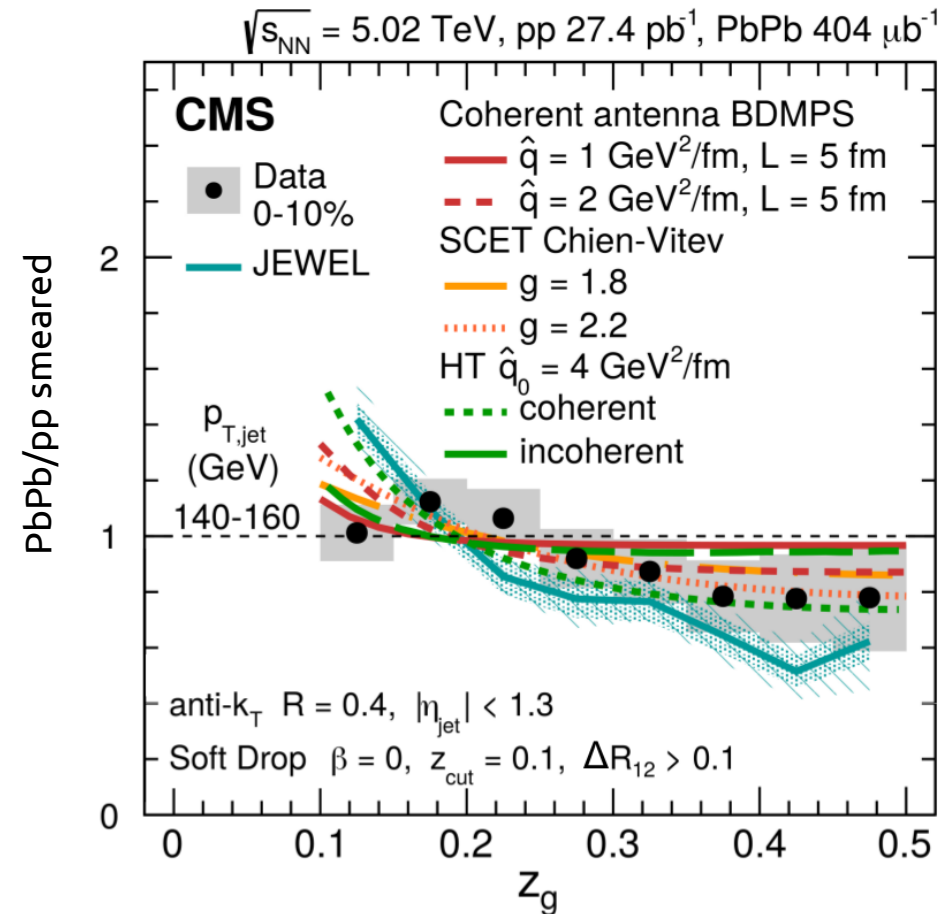 √s_NN = 5.02 TeV, pp 27.4 pb⁻¹, PbPb 404 μb⁻¹
CMS
Data
0-10%
JEWEL
Coherent antenna BDMPS
q̂ = 1 GeV²/fm, L = 5 fm
q̂ = 2 GeV²/fm, L = 5 fm
SCET Chien-Vitev
g = 1.8
g = 2.2
HT q̂₀ = 4 GeV²/fm
coherent
incoherent
p_T,jet
(GeV)
140-160
anti-k_T R = 0.4, |η_jet| < 1.3
Soft Drop β = 0, z_cut = 0.1, ΔR₁₂ > 0.1
PbPb/pp smeared
2
1
0
0 0.1 0.2 0.3 0.4 0.5
z_g